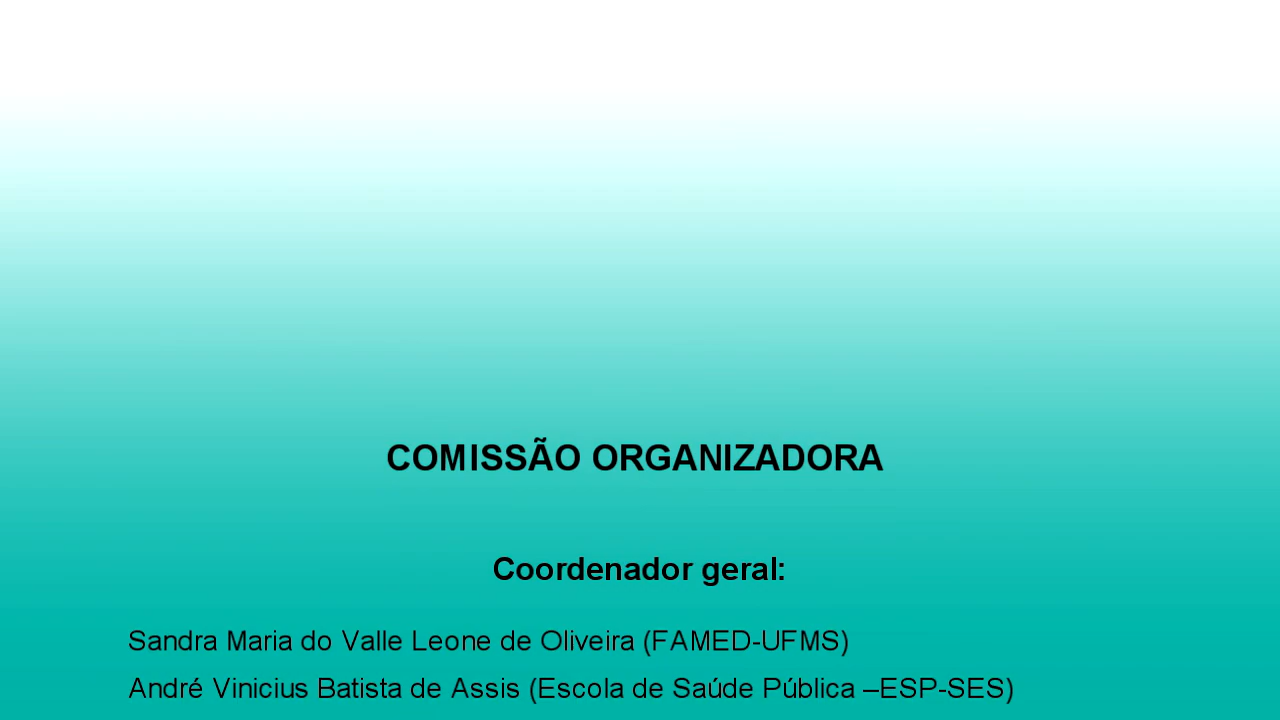 COMISSÃO ORGANIZADORA
Coordenador geral:
Sandra Maria do Valle Leone de Oliveira (FAMED-UFMS)
André Vinicius Batista de Assis (Escola de Saúde Pública –ESP-SES)